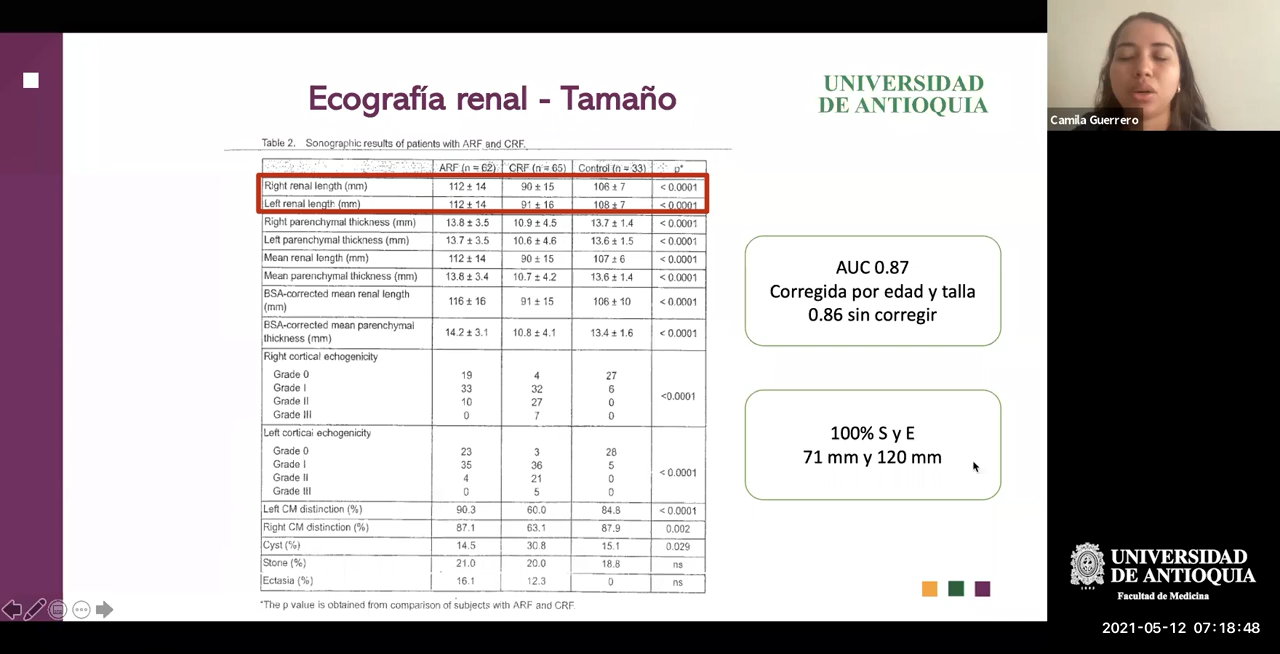 Ecografía renal - Tamaño
UNIVERSIDAD
DE ANTIOQUIA
Camila Guerrero
Table 2. Sonographic results of patients with ARF and CRF.
ARF (n = 62) CRF (n = 65) Control (n = 33) p*
Right renal length (mm) 112 ± 14 90 ± 15 106 ± 7 < 0.0001
Left renal length (mm) 112 ± 14 91 ± 16 108 ± 7 < 0.0001
Right parenchymal thickness (mm) 13.8 ± 3.5 10.9 ± 4.5 13.7 ± 1.4 < 0.0001
Left parenchymal thickness (mm) 13.7 ± 3.5 10.6 ± 4.6 13.6 ± 1.5 < 0.0001
Mean renal length (mm) 112 ± 14 90 ± 15 107 ± 6 < 0.0001
Mean parenchymal thickness (mm) 13.8 ± 3.4 10.7 ± 4.2 13.6 ± 1.4 < 0.0001
BSA-corrected mean renal length
(mm) 116 ± 16 91 ± 15 106 ± 10 < 0.0001
BSA-corrected mean parenchymal
thickness (mm) 14.2 ± 3.1 10.8 ± 4.1 13.4 ± 1.6 < 0.0001
Right cortical echogenicity
Grade 0 19 4 27
Grade I 33 32 6
Grade II 10 27 0
Grade III 0 7 0
<0.0001
Left cortical echogenicity
Grade 0 23 3 28
Grade I 35 36 5
Grade II 4 21 0
Grade III 0 5 0
< 0.0001
Left CM distinction (%) 90.3 60.0 84.8 < 0.0001
Right CM distinction (%) 87.1 63.1 87.9 0.002
Cyst (%) 14.5 30.8 15.1 0.029
Stone (%) 21.0 20.0 18.8 ns
Ectasia (%) 16.1 12.3 0 ns
*The p value is obtained from comparison of subjects with ARF and CRF.
AUC 0.87
Corregida por edad y talla
0.86 sin corregir
100% S y E
71 mm y 120 mm
UNIVERSIDAD
DE ANTIOQUIA
Facultad de Medicina
2021-05-12 07:18:48